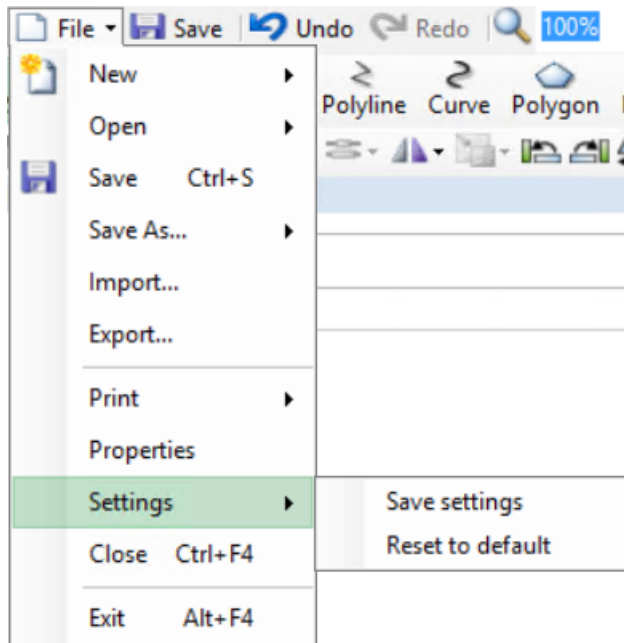 File Save Undo Redo 100%
New
Polyline Curve Polygon
Open
Save Ctrl+S
Save As...
Import...
Export...
Print
Properties
Settings
Save settings
Reset to default
Close Ctrl+F4
Exit Alt+F4